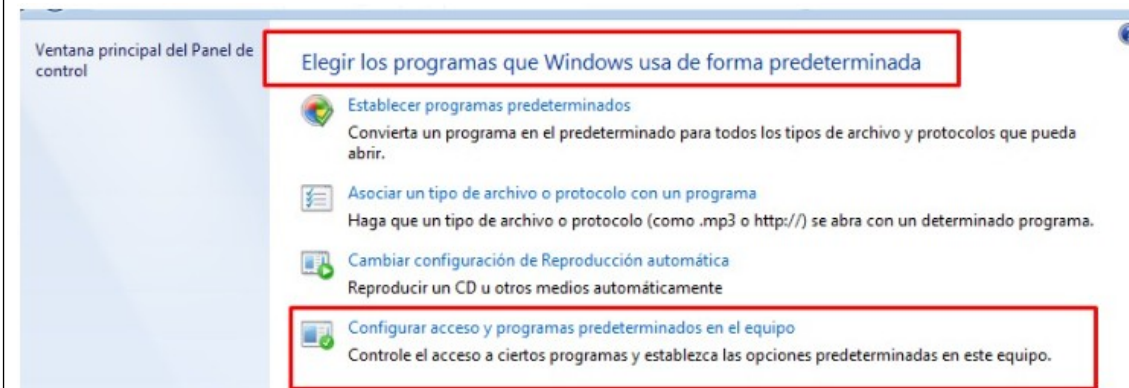 Ventana principal del Panel de
control
Elegir los programas que Windows usa de forma predeterminada
Establecer programas predeterminados
Convierta un programa en el predeterminado para todos los tipos de archivo y protocolos que pueda
abrir.
Asociar un tipo de archivo o protocolo con un programa
Haga que un tipo de archivo o protocolo (como .mp3 o http://) se abra con un determinado programa.
Cambiar configuración de Reproducción automática
Reproducir un CD u otros medios automáticamente
Configurar acceso y programas predeterminados en el equipo
Controle el acceso a ciertos programas y establezca las opciones predeterminadas en este equipo.